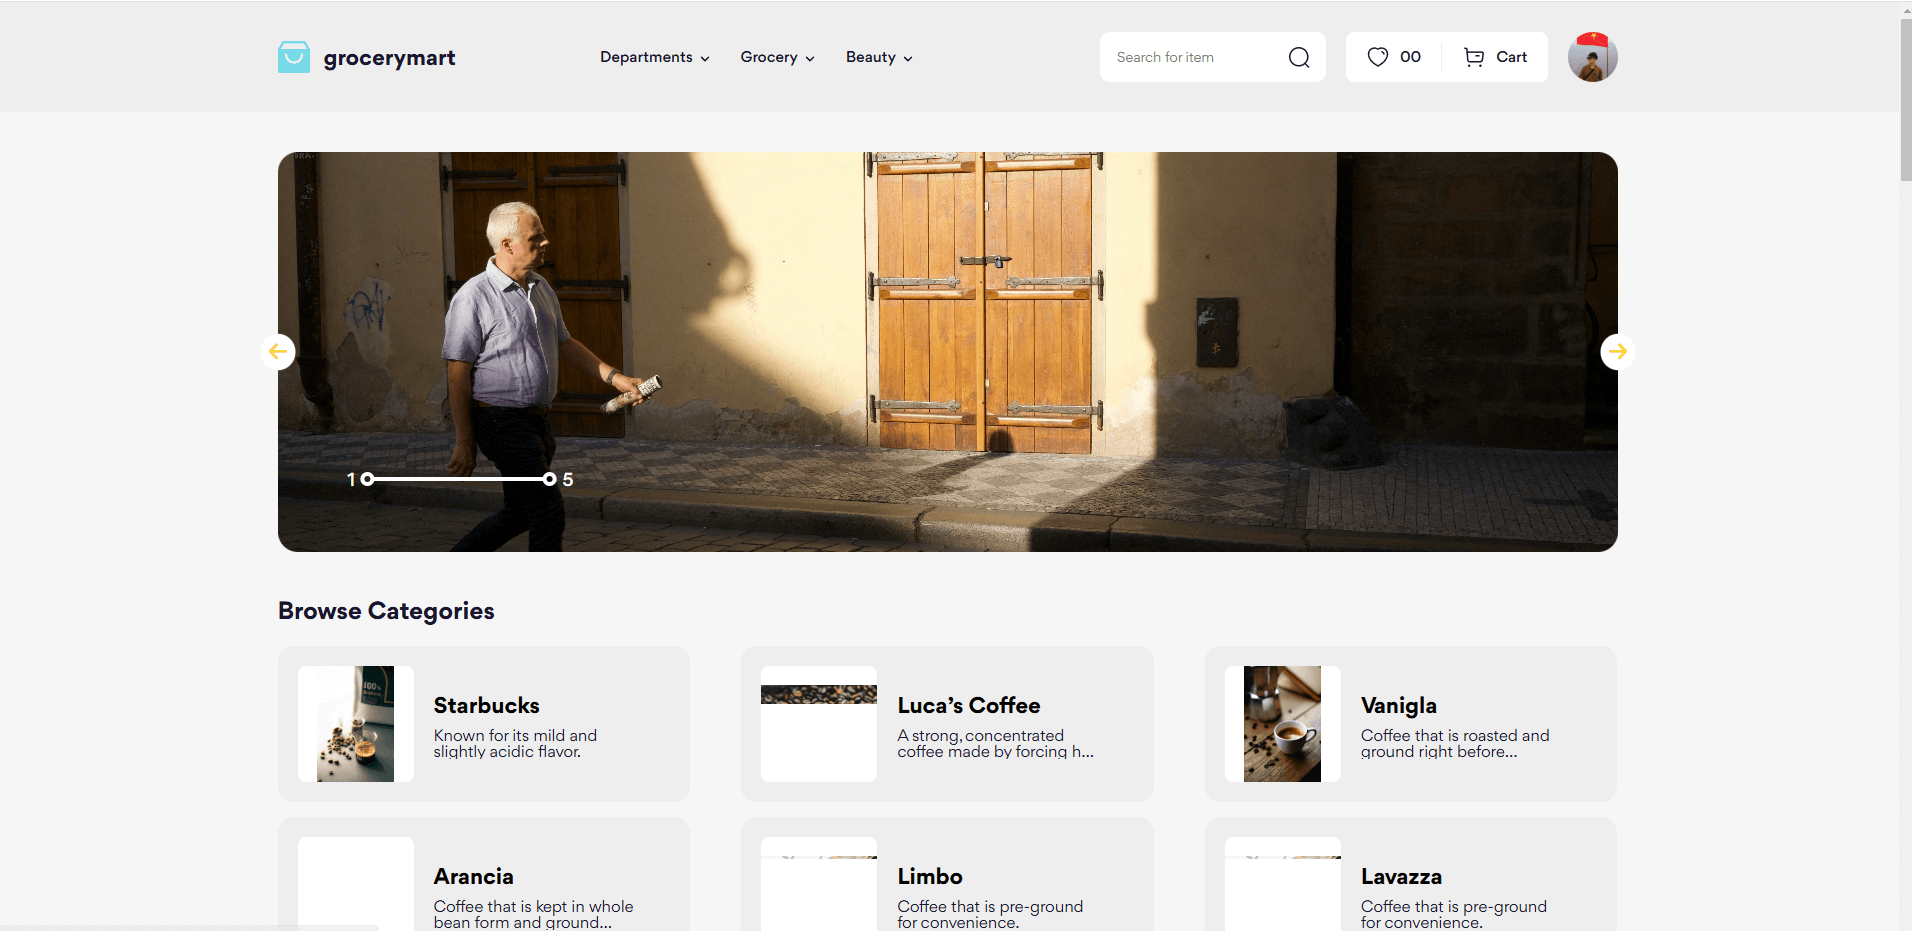 grocerymart
Departments
Grocery
Beauty
Search for item
00
Cart
1
5
Browse Categories
100%
Starbucks
Known for its mild and
slightly acidic flavor.
Luca’s Coffee
A strong, concentrated
coffee made by forcing h...
Vanigla
Coffee that is roasted and
ground right before...
Arancia
Coffee that is kept in whole
bean form and ground...
Limbo
Coffee that is pre-ground
for convenience.
Lavazza
Coffee that is pre-ground
for convenience.